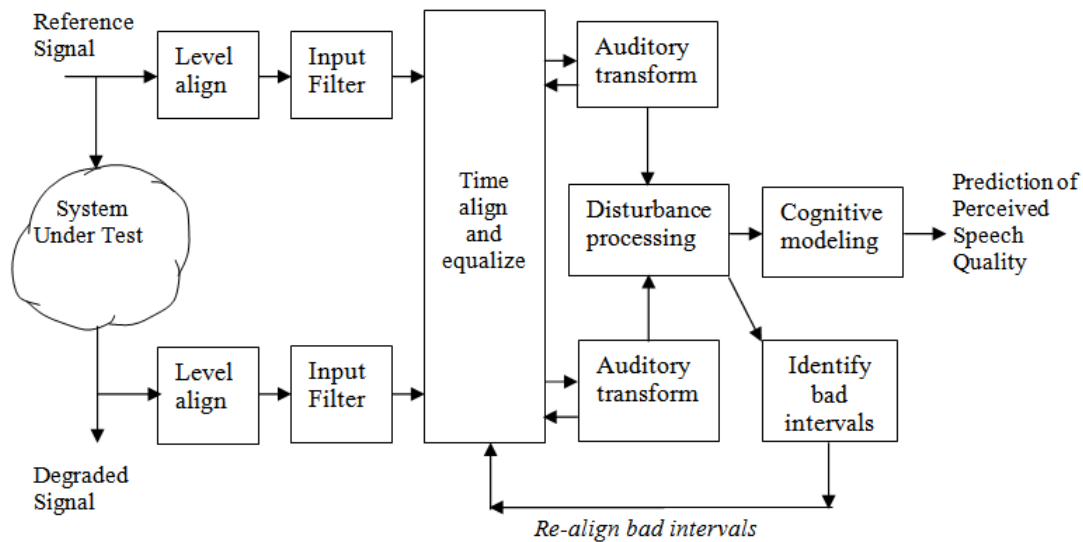 Reference
Signal
Level
align
Input
Filter
Auditory
transform
System
Under Test
Time
align
and
equalize
Disturbance
processing
Cognitive
modeling
Prediction of
Perceived
Speech
Quality
Level
align
Input
Filter
Auditory
transform
Identify
bad
intervals
Degraded
Signal
Re-align bad intervals